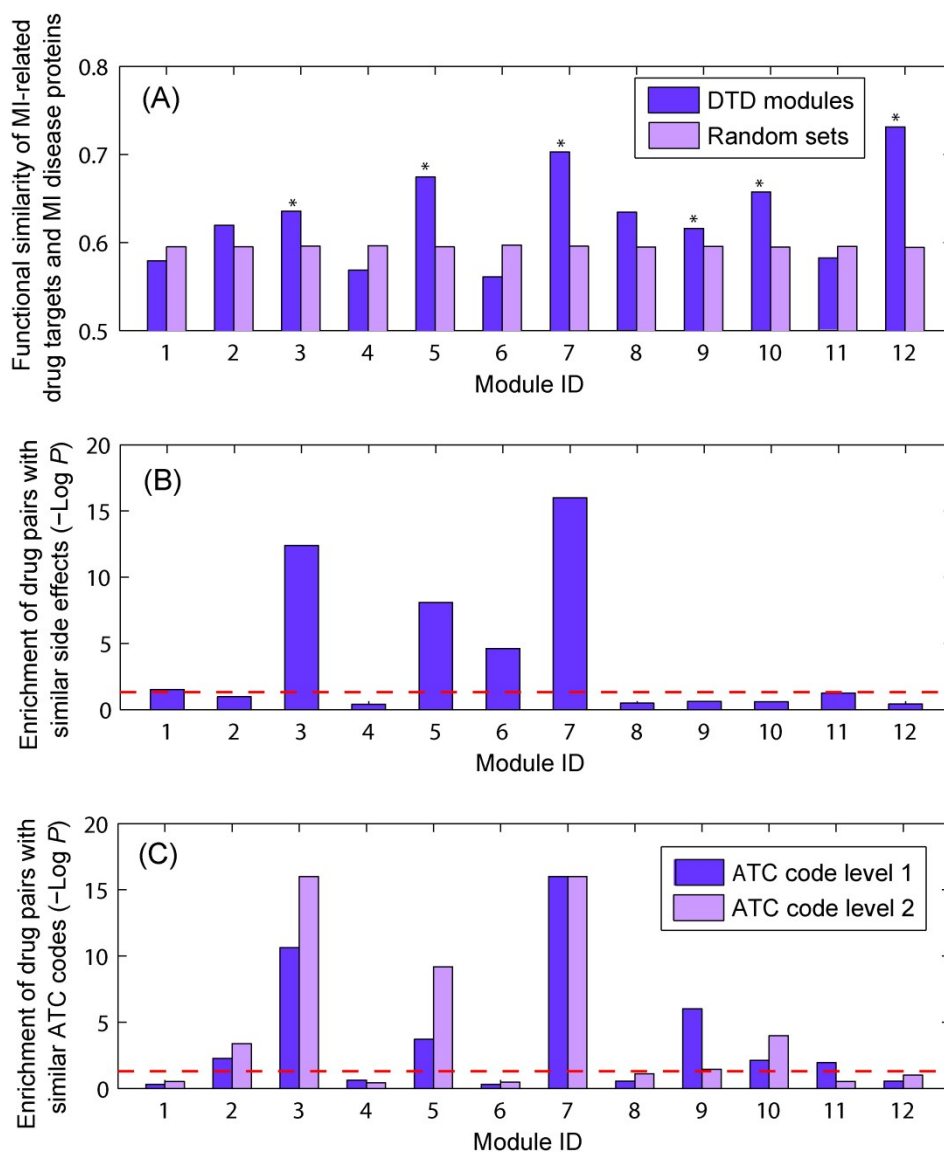 (A)
Functional similarity of MI-related
drug targets and MI disease proteins
0.8
0.7
0.6
0.5
DTD modules
Random sets
* * * * * *
1 2 3 4 5 6 7 8 9 10 11 12
Module ID
(B)
Enrichment of drug pairs with
similar side effects (−Log P)
20
15
10
5
0
1 2 3 4 5 6 7 8 9 10 11 12
Module ID
(C)
Enrichment of drug pairs with
similar ATC codes (−Log P)
20
15
10
5
0
ATC code level 1
ATC code level 2
1 2 3 4 5 6 7 8 9 10 11 12
Module ID